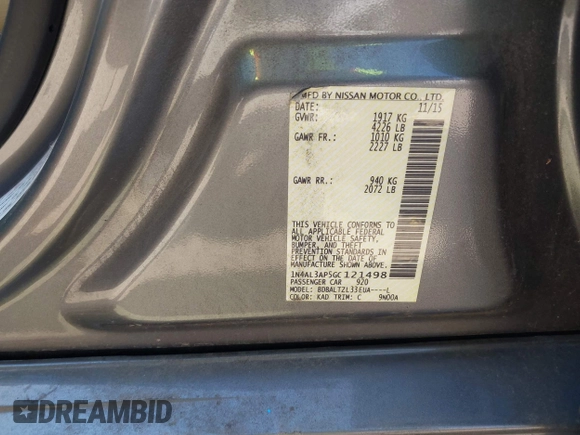 MFD BY NISSAN MOTOR CO., LTD.
DATE: 11/15
GVWR: 1917 KG
4226 LB
GAWR FR.: 1010 KG
2227 LB
GAWR RR.: 940 KG
2072 LB
THIS VEHICLE CONFORMS TO
ALL APPLICABLE FEDERAL
MOTOR VEHICLE SAFETY,
BUMPER, AND THEFT
PREVENTION STANDARDS IN
EFFECT ON THE DATE OF
MANUFACTURE SHOWN ABOVE.
1N4AL3AP5GC121498
PASSENGER CAR 920
MODEL: BDBALTZL33EUA----L
COLOR: KAD TRIM: C 9N00A
DREAMBID